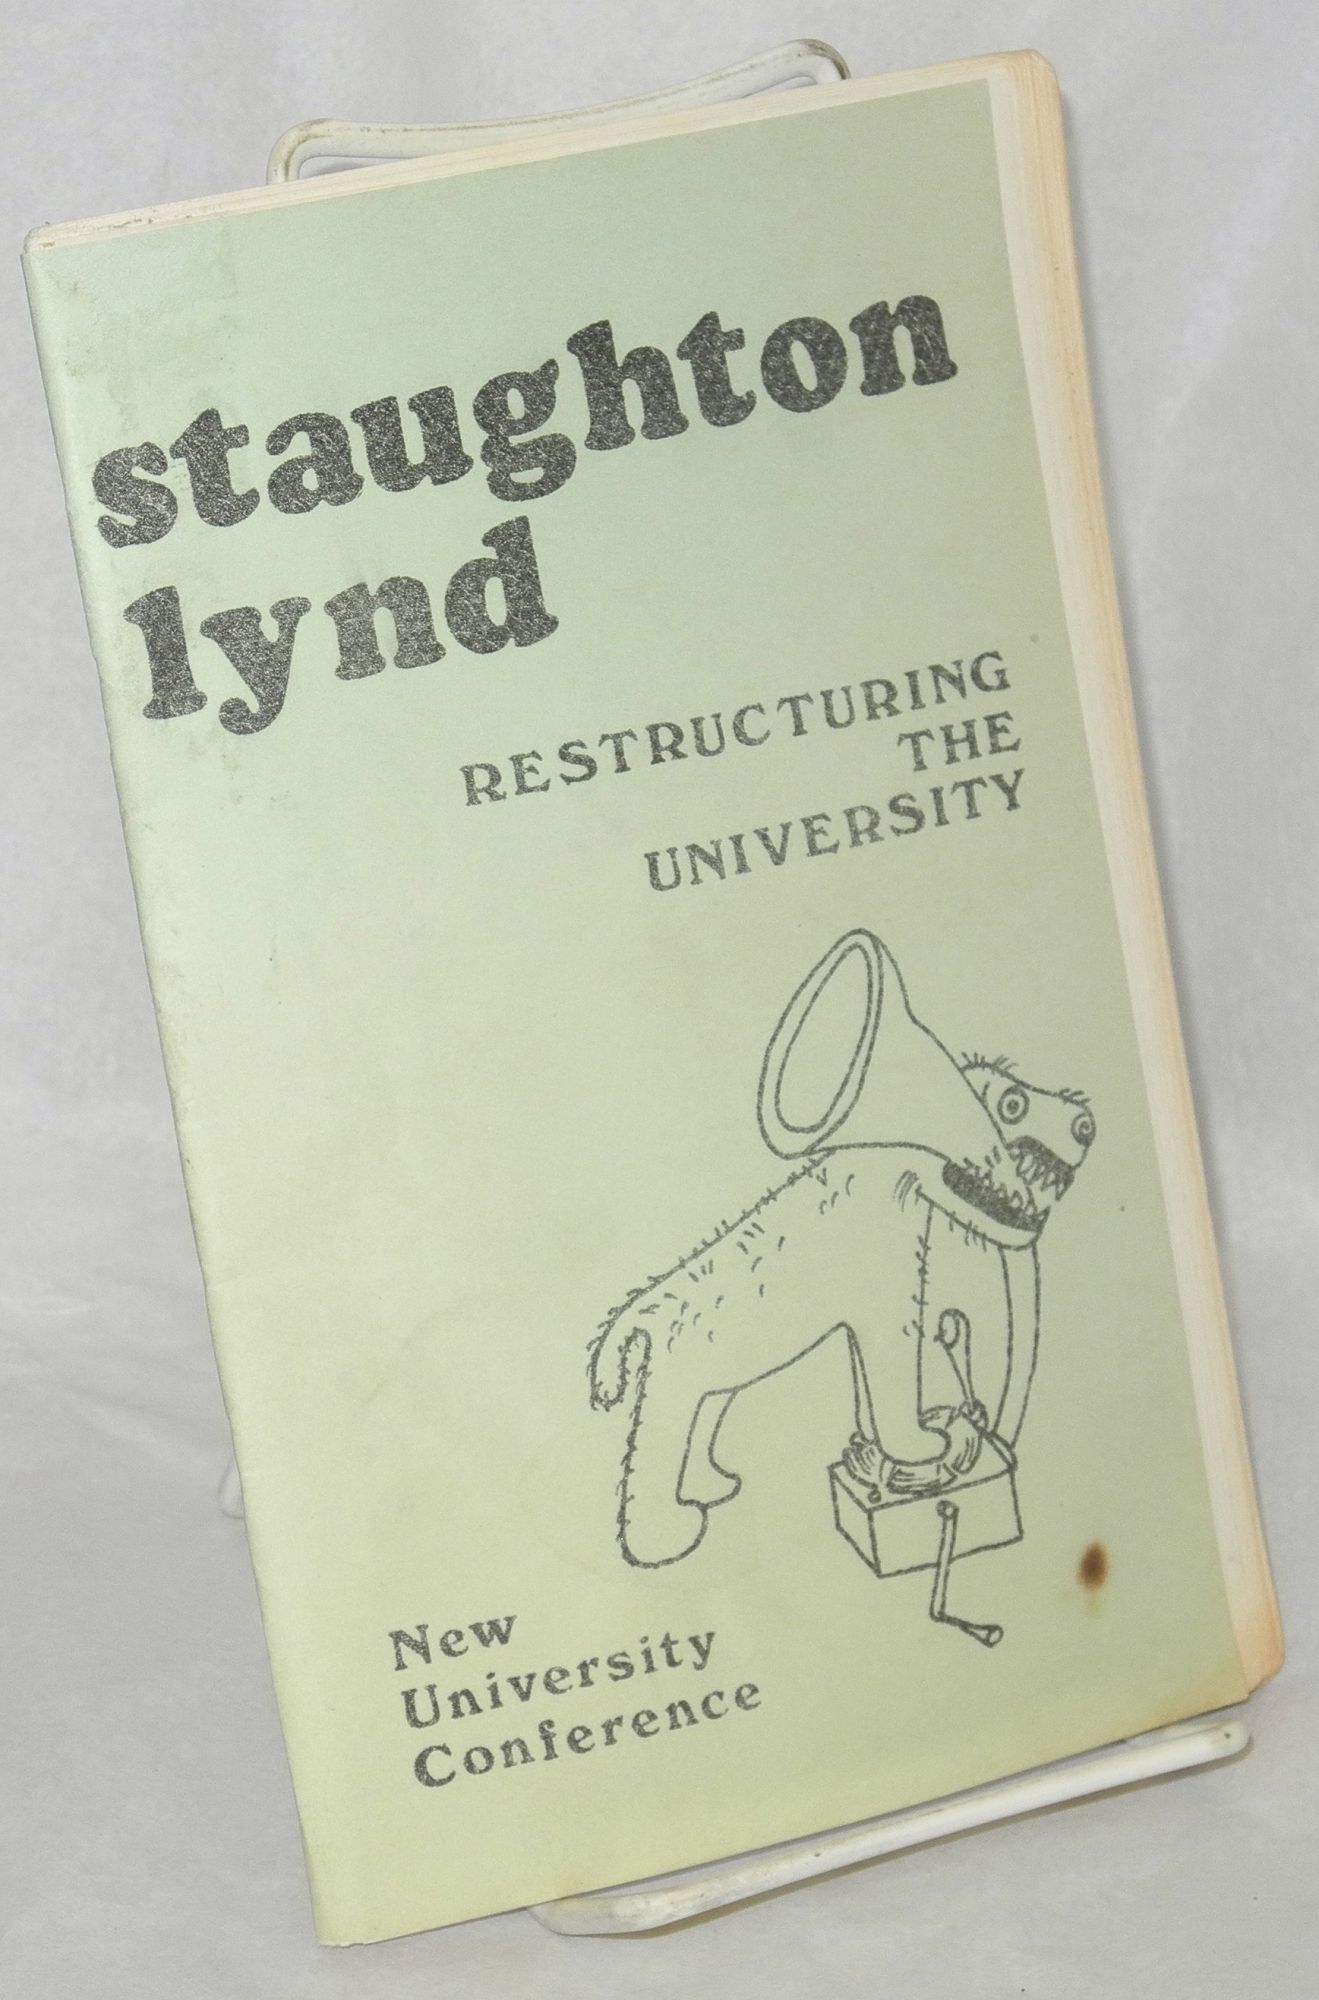 staughton
lynd
RESTRUCTURING
THE
UNIVERSITY
New
University
Conference